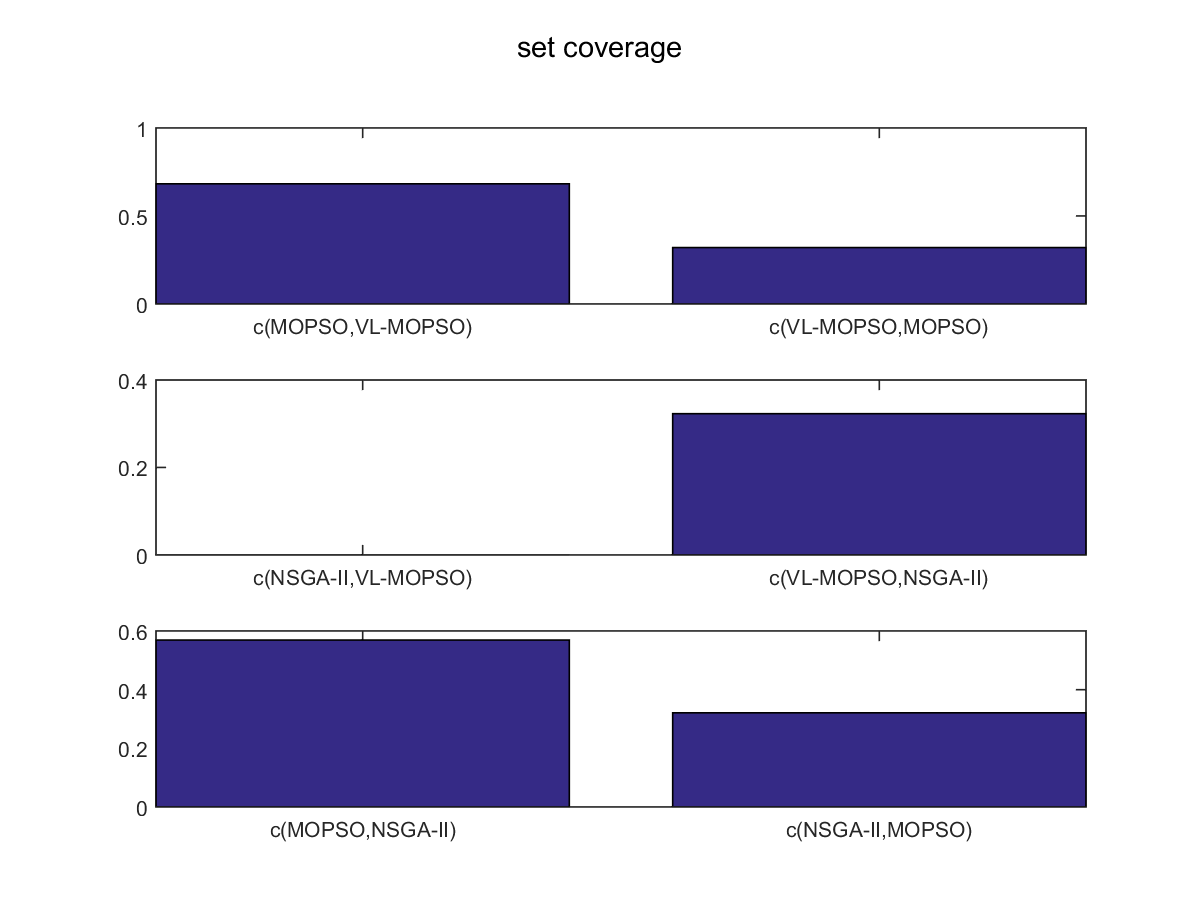 set coverage
1
0.5
0
c(MOPSO,VL-MOPSO) c(VL-MOPSO,MOPSO)
0.4
0.2
0
c(NSGA-II,VL-MOPSO) c(VL-MOPSO,NSGA-II)
0.6
0.4
0.2
0
c(MOPSO,NSGA-II) c(NSGA-II,MOPSO)